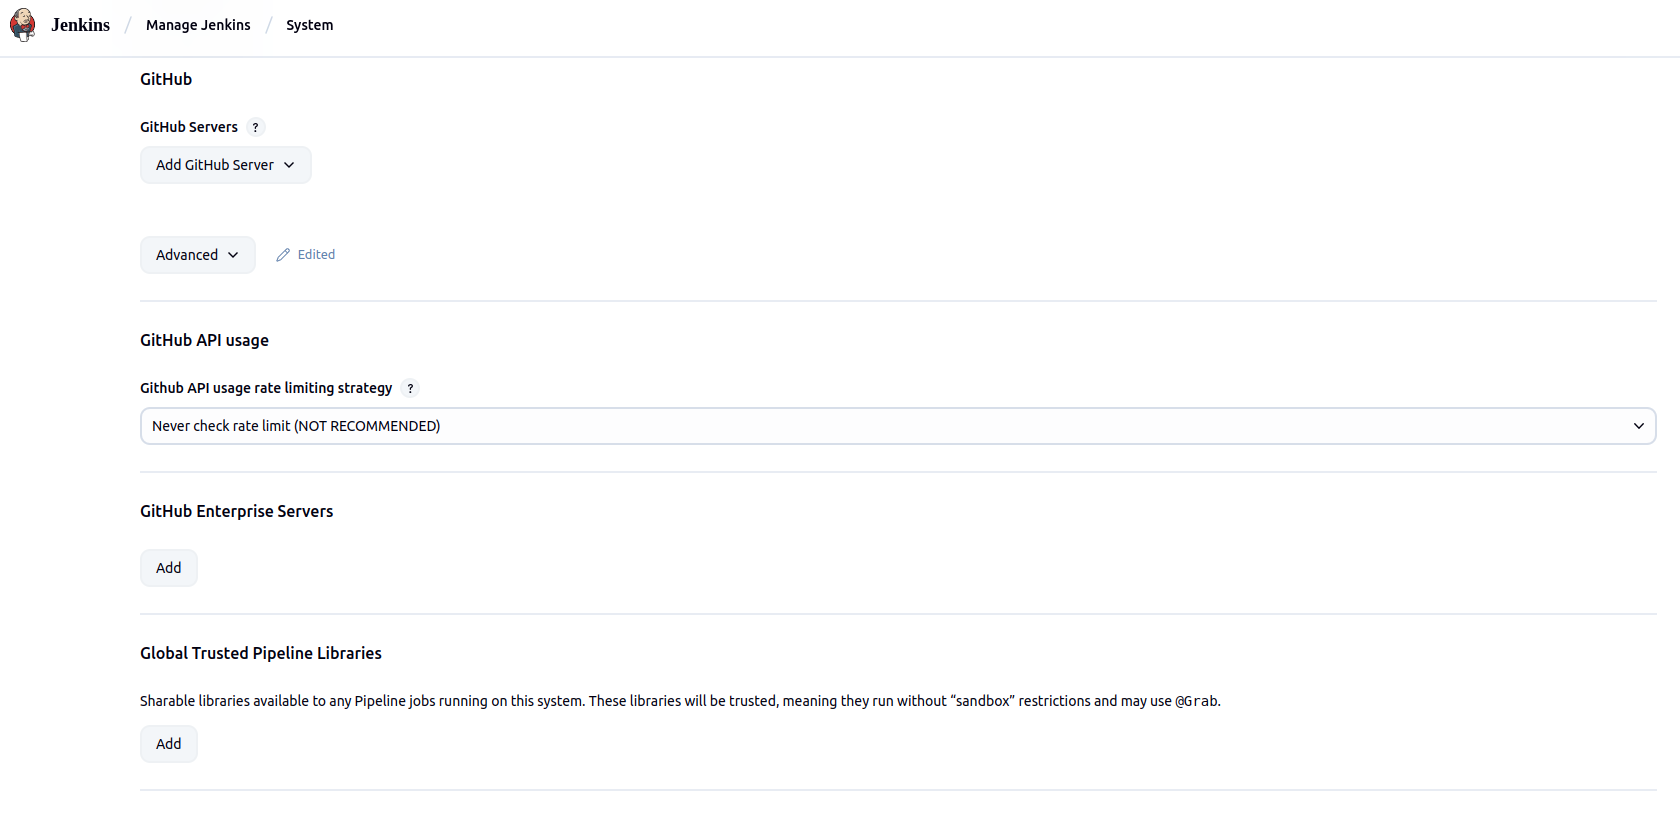 Jenkins / Manage Jenkins / System
GitHub
GitHub Servers ?
Add GitHub Server
Advanced Edited
GitHub API usage
Github API usage rate limiting strategy ?
Never check rate limit (NOT RECOMMENDED)
GitHub Enterprise Servers
Add
Global Trusted Pipeline Libraries
Sharable libraries available to any Pipeline jobs running on this system. These libraries will be trusted, meaning they run without “sandbox” restrictions and may use @Grab.
Add